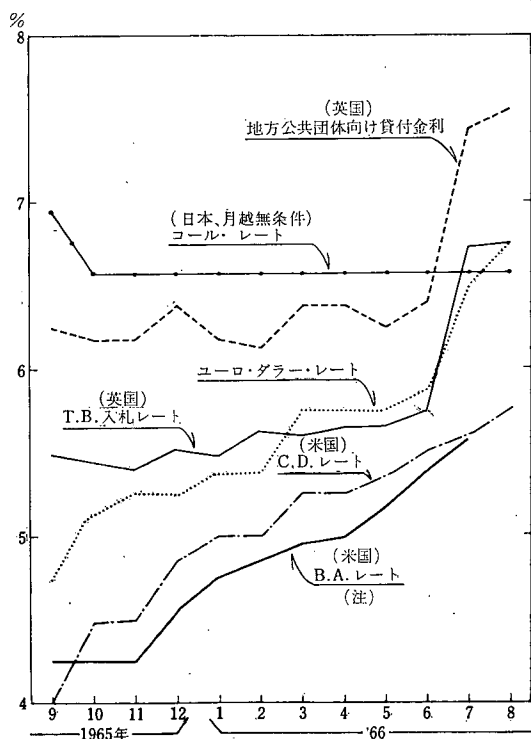 %
8
(英国)
地方公共団体向け貸付金利
7
(日本、月越無条件)
コール・レート
6
ユーロ・ダラー・レート
(英国)
T.B.入札レート
(米国)
C.D.レート
5
(米国)
B.A.レート
(注)
4
9 10 11 12 1 2 3 4 5 6 7 8
1965年 '66